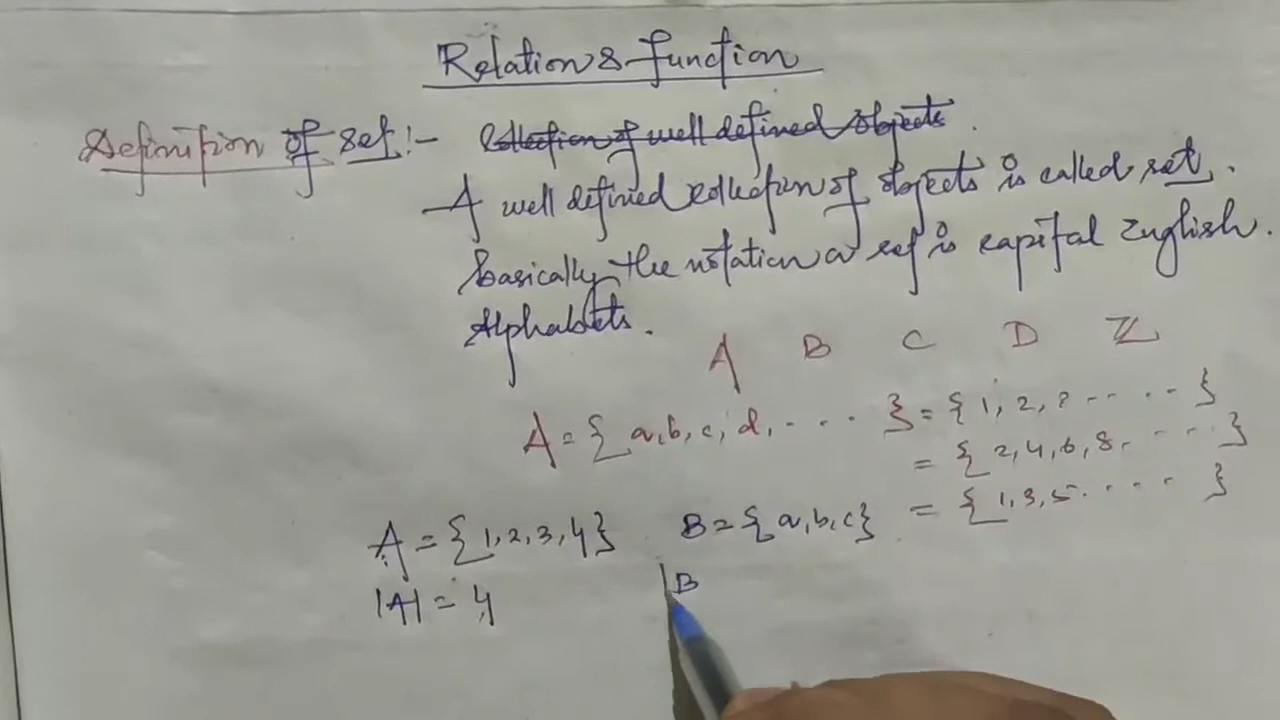 Relation & function
Definition of set:- Collection of well defined objects.
A well defined collection of objects is called set.
basically the notation a set is capital English.
Alphabets.
A B C D Z
A = { a, b, c, d, . . . . } = { 1, 2, . . . . . }
= { 2, 4, 6, 8, . . . . }
A = { 1, 2, 3, 4 } B = { a, b, c } = { 1, 3, 5 . . . . . }
|A| = 4 |B